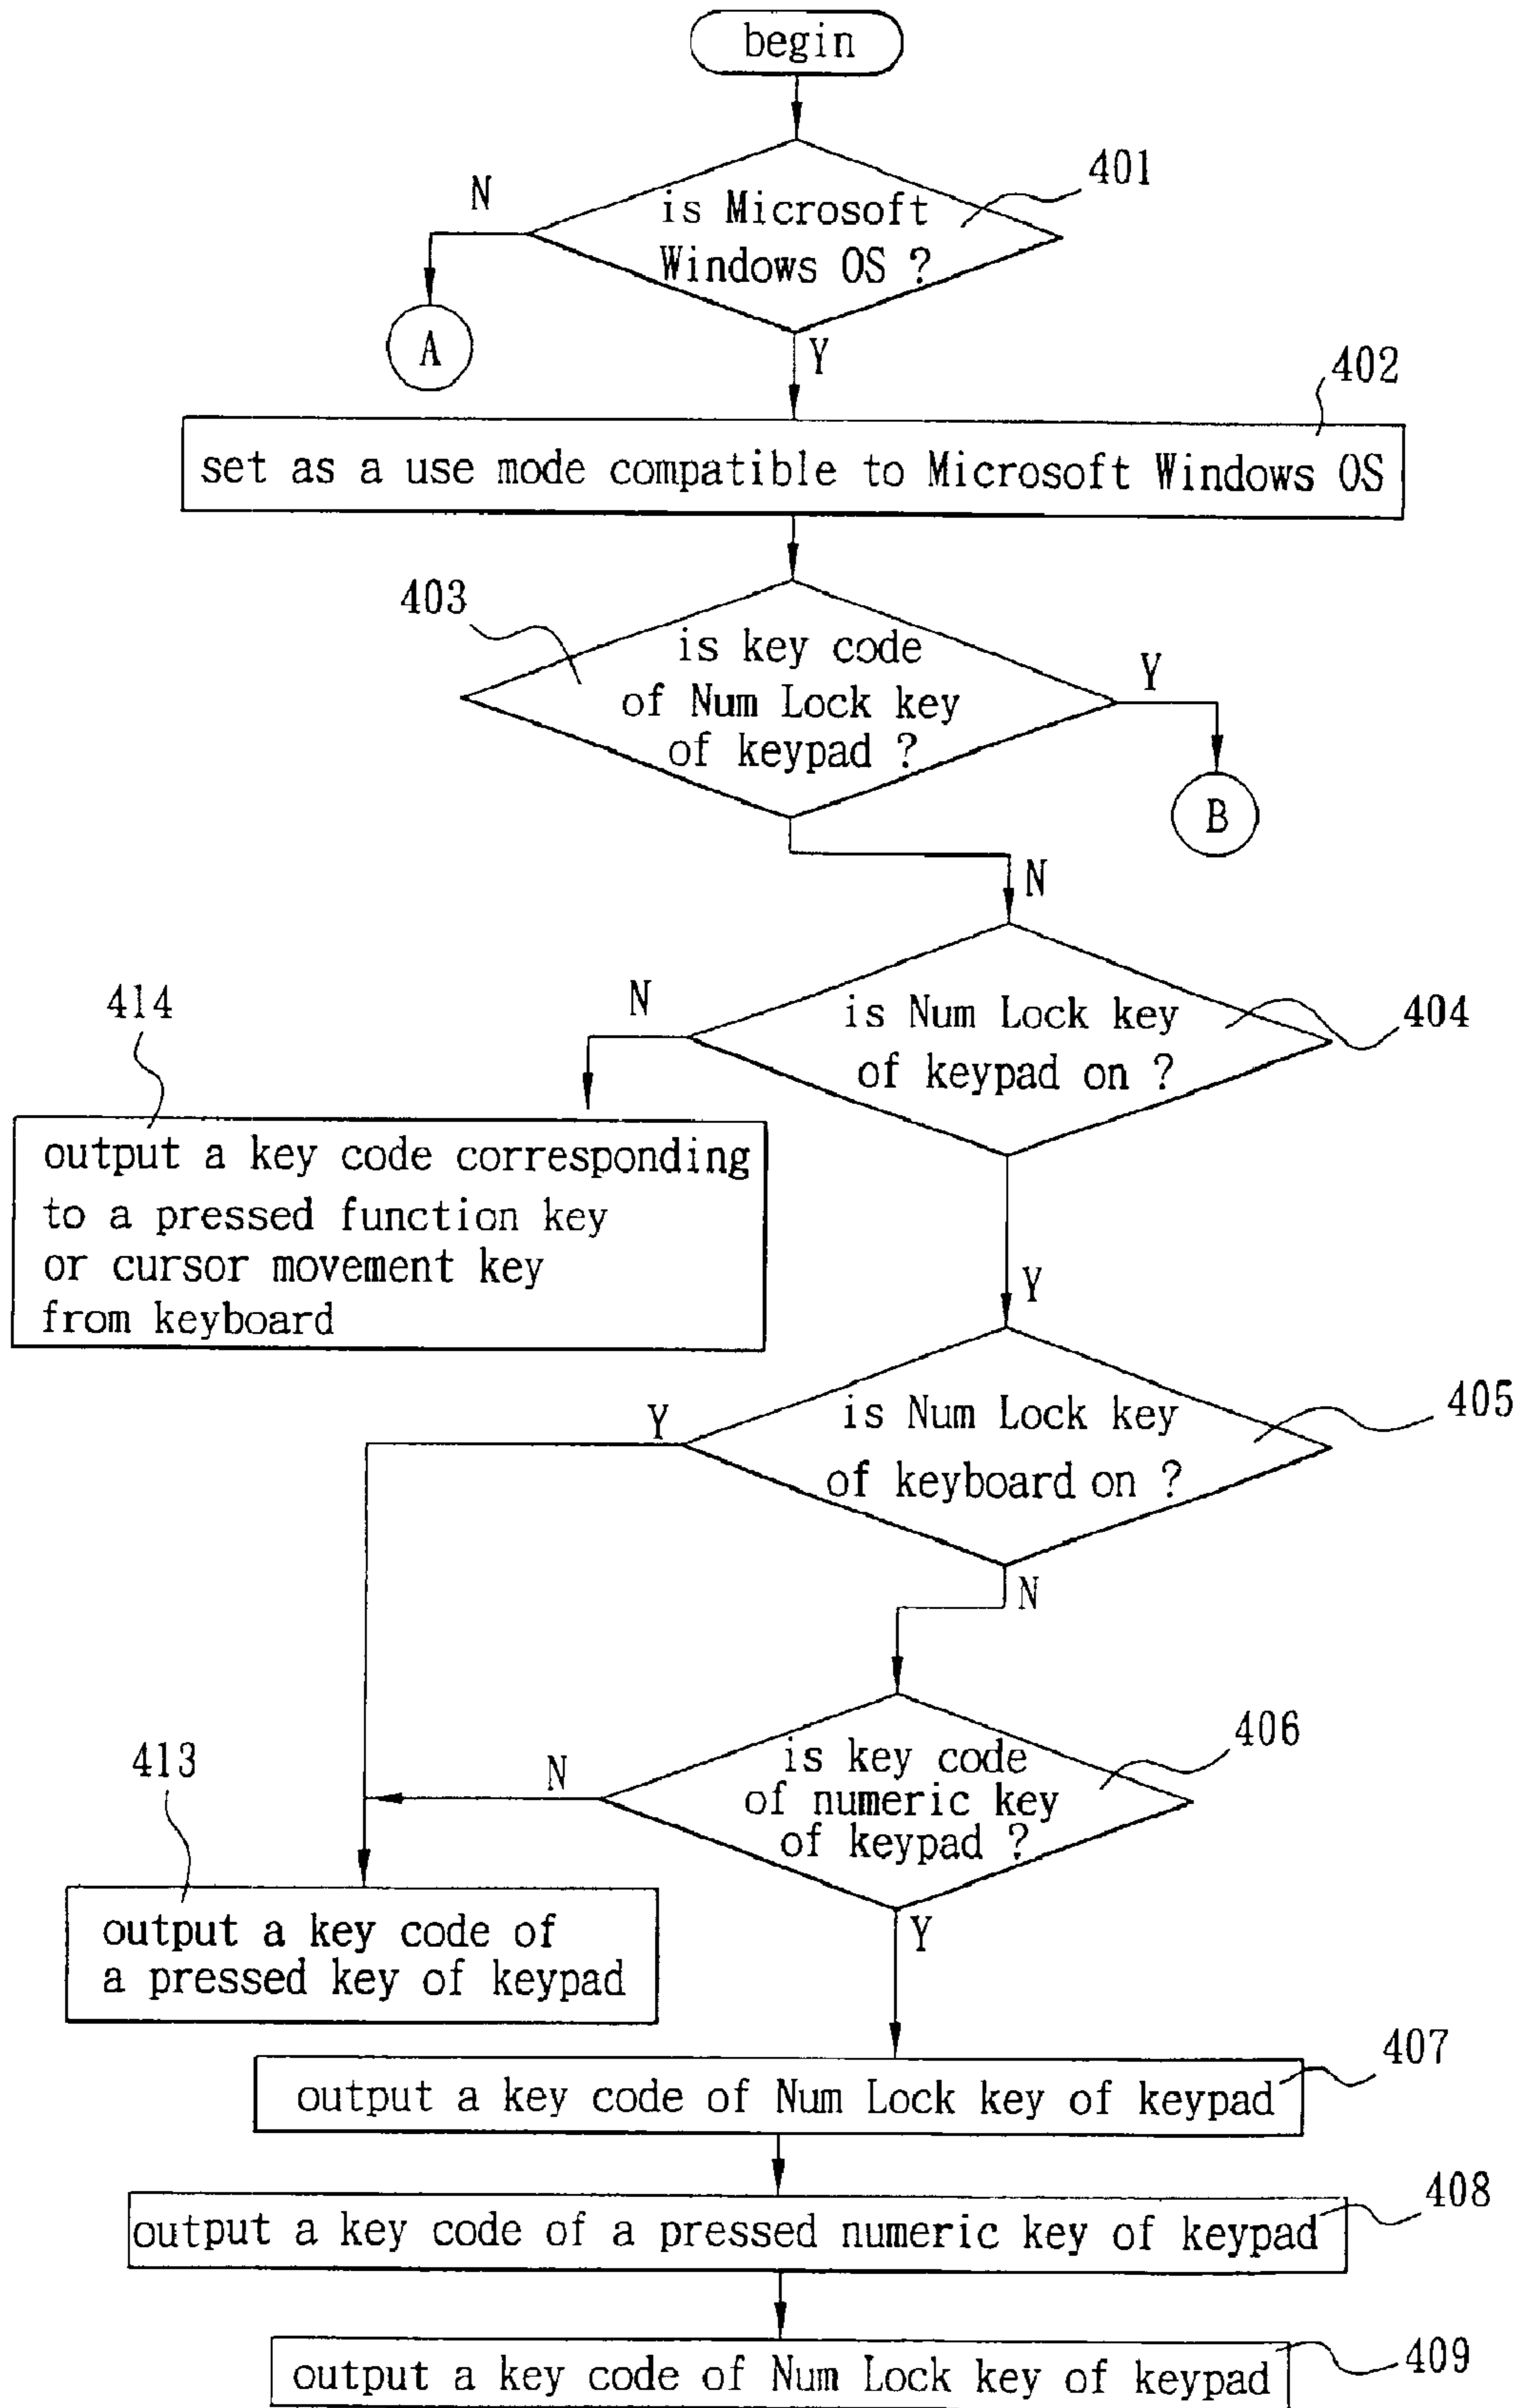 begin
401
N
is Microsoft
Windows OS ?
A
Y
402
set as a use mode compatible to Microsoft Windows OS
403
is key code
of Num Lock key
of keypad ?
Y
B
N
414
N
is Num Lock key
of keypad on ?
404
output a key code corresponding
to a pressed function key
or cursor movement key
from keyboard
Y
405
Y
is Num Lock key
of keyboard on ?
N
406
413
N
is key code
of numeric key
of keypad ?
output a key code of
a pressed key of keypad
Y
407
output a key code of Num Lock key of keypad
408
output a key code of a pressed numeric key of keypad
409
output a key code of Num Lock key of keypad